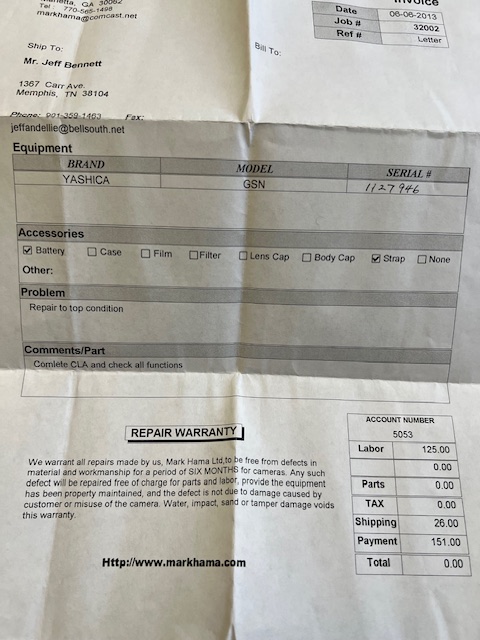 Marietta, GA 30062
Tel 770-565-1498
markhama@comcast.net
Invoice
Date 06-06-2013
Job # 32002
Ref # Letter
Ship To:
Bill To:
Mr. Jeff Bennett
1367 Carr Ave.
Memphis, TN 38104
Phone: 901-359-1463 Fax:
jeffandellie@bellsouth.net
Equipment
BRAND MODEL SERIAL #
YASHICA GSN 1127946
Accessories
Battery Case Film Filter Lens Cap Body Cap Strap None
Other:
Problem
Repair to top condition
Comments/Part
Comlete CLA and check all functions
REPAIR WARRANTY
We warrant all repairs made by us, Mark Hama Ltd,to be free from defects in
material and workmanship for a period of SIX MONTHS for cameras. Any such
defect will be repaired free of charge for parts and labor, provide the equipment
has been property maintained, and the defect is not due to damage caused by
customer or misuse of the camera. Water, impact, sand or tamper damage voids
this warranty.
Http://www.markhama.com
ACCOUNT NUMBER
5053
Labor 125.00
0.00
Parts 0.00
TAX 0.00
Shipping 26.00
Payment 151.00
Total 0.00